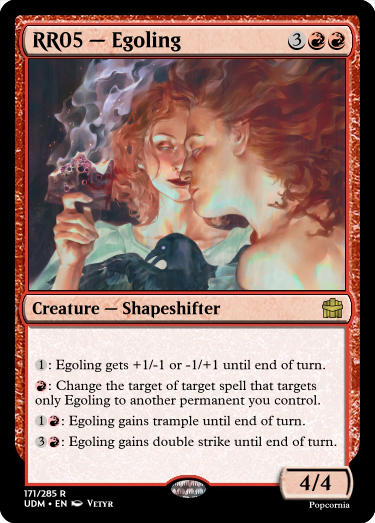 RR05 — Egoling 3
Creature — Shapeshifter
1: Egoling gets +1/-1 or -1/+1 until end of turn.
: Change the target of target spell that targets
only Egoling to another permanent you control.
1 : Egoling gains trample until end of turn.
3 : Egoling gains double strike until end of turn.
4/4
171/285 R
UDM • EN VETYR
Popcornia